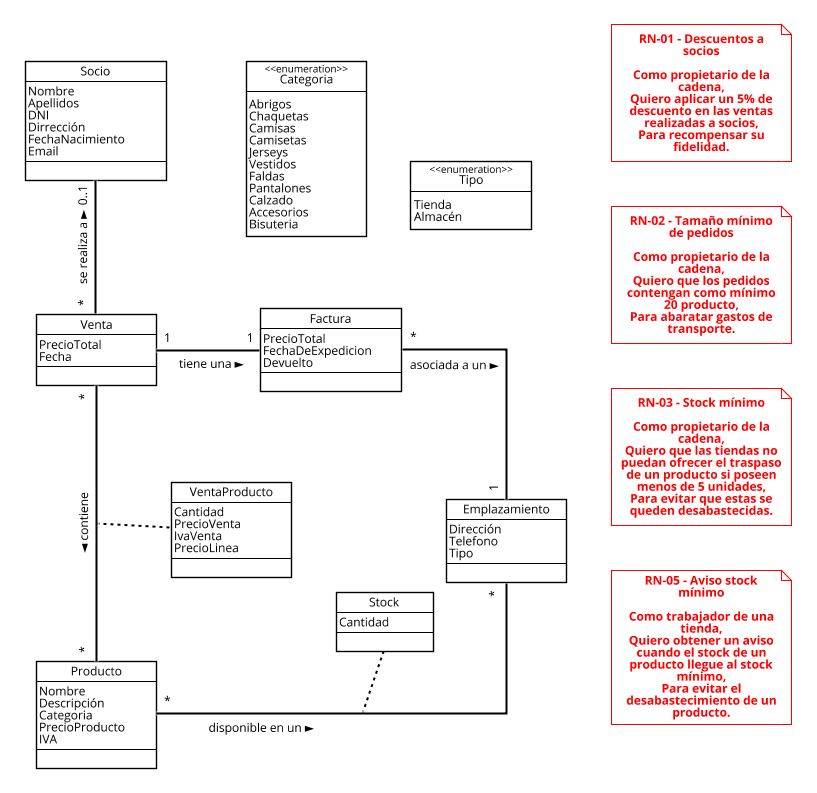 Socio
Nombre
Apellidos
DNI
Dirrección
FechaNacimiento
Email
<<enumeration>>
Categoria
Abrigos
Chaquetas
Camisas
Camisetas
Jerseys
Vestidos
Faldas
Pantalones
Calzado
Accesorios
Bisuteria
<<enumeration>>
Tipo
Tienda
Almacén
0..1
se realiza a ►
*
Venta
PrecioTotal
Fecha
1
1
tiene una ►
Factura
PrecioTotal
FechaDeExpedicion
Devuelto
*
asociada a un ►
1
*
◄ contiene
*
VentaProducto
Cantidad
PrecioVenta
IvaVenta
PrecioLinea
Emplazamiento
Dirección
Telefono
Tipo
*
Stock
Cantidad
Producto
Nombre
Descripción
Categoria
PrecioProducto
IVA
*
disponible en un ►
RN-01 - Descuentos a
socios
Como propietario de la
cadena,
Quiero aplicar un 5% de
descuento en las ventas
realizadas a socios,
Para recompensar su
fidelidad.
RN-02 - Tamaño mínimo
de pedidos
Como propietario de la
cadena,
Quiero que los pedidos
contengan como mínimo
20 producto,
Para abaratar gastos de
transporte.
RN-03 - Stock mínimo
Como propietario de la
cadena,
Quiero que las tiendas no
puedan ofrecer el traspaso
de un producto si poseen
menos de 5 unidades,
Para evitar que estas se
queden desabastecidas.
RN-05 - Aviso stock
mínimo
Como trabajador de una
tienda,
Quiero obtener un aviso
cuando el stock de un
producto llegue al stock
mínimo,
Para evitar el
desabastecimiento de un
producto.